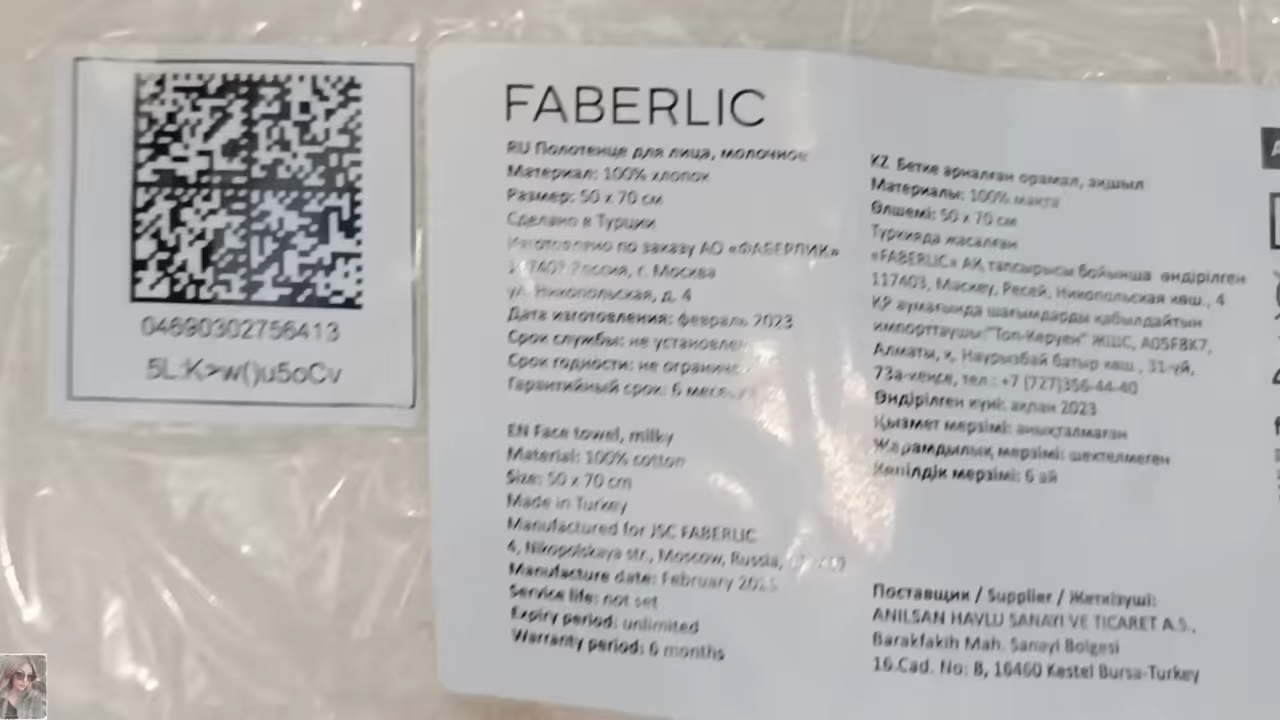 04690302756413
5L:K>w()u5oCv
FABERLIC
RU Полотенце для лица, молочное
Материал: 100% хлопок
Размер: 50 x 70 см
Сделано в Турции
Изготовлено по заказу АО «ФАБЕРЛИК»
117403 Россия, г. Москва
ул. Никопольская, д. 4
Дата изготовления: февраль 2023
Срок службы: не
Срок годности: не
Гарантийный срок: 6
EN Face towel, milky
Material: 100% cotton
Size: 50 x 70 cm
Made in Turkey
Manufactured for JSC FABERLIC
4, Nikopolskaya str., Moscow, Russia,
Manufacture date: February
Service life: not set
Expiry period: unlimited
Warranty period: 6 months
KZ Бетке арналған орамал, ақшыл
Материалы: 100% мақта
Өлшемі: 50 x 70 см
Түркияда жасалған
«FABERLIC» АҚ тапсырысы бойынша өндірілген
117403, Мәскеу, Ресей, Никопольская көш., 4
ҚР аумағында шағымдарды қабылдайтын
импорттаушы:"Топ-Керуен" ЖШС, A05F8K7,
Алматы, қ, Наурызбай батыр көш., 31-үй,
73а-кеңсе, тел.: +7 (727)356-44-40
Өндірілген күні: ақпан 2023
Қызмет мерзімі: анықталмаған
Жарамдылық мерзімі: шектелмеген
Кепілдік мерзімі: 6 ай
Поставщик / Supplier / Жеткізуші:
ANILSAN HAVLU SANAYI VE TICARET A.S.,
Barakfakih Mah. Sanayi Bolgesi
16.Cad. No: 8, 16460 Kestel Bursa-Turkey